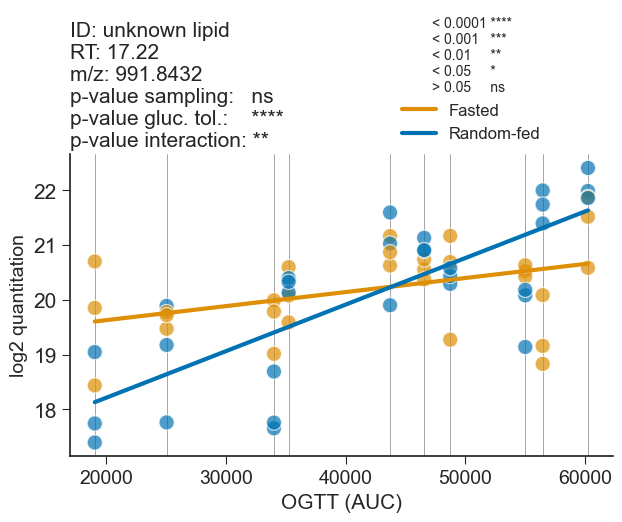 ID: unknown lipid
RT: 17.22
m/z: 991.8432
p-value sampling: ns
p-value gluc. tol.: ****
p-value interaction: **
< 0.0001 ****
< 0.001 ***
< 0.01 **
< 0.05 *
> 0.05 ns
Fasted
Random-fed
22
21
20
19
18
log2 quantitation
20000 30000 40000 50000 60000
OGTT (AUC)